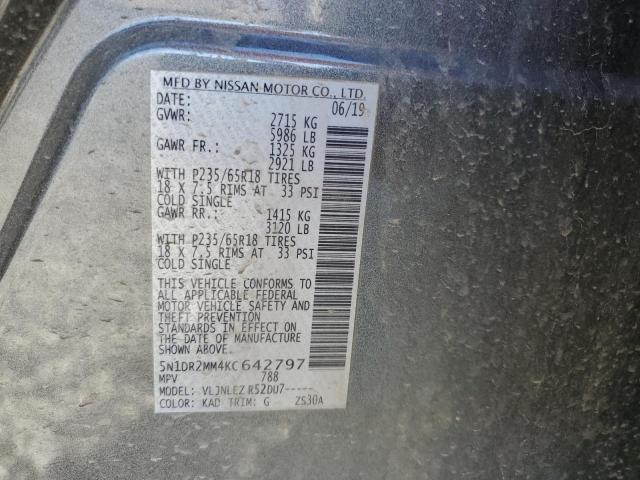 MFD BY NISSAN MOTOR CO., LTD.
DATE: 06/19
GVWR: 2715 KG
5986 LB
GAWR FR.: 1325 KG
2921 LB
WITH P235/65R18 TIRES
18 X 7.5 RIMS AT 33 PSI
COLD SINGLE
GAWR RR.: 1415 KG
3120 LB
WITH P235/65R18 TIRES
18 X 7.5 RIMS AT 33 PSI
COLD SINGLE
THIS VEHICLE CONFORMS TO
ALL APPLICABLE FEDERAL
MOTOR VEHICLE SAFETY AND
THEFT PREVENTION
STANDARDS IN EFFECT ON
THE DATE OF MANUFACTURE
SHOWN ABOVE.
5N1DR2MM4KC642797
MPV 788
MODEL: VLJNLEZ R52DU7-----
COLOR: KAD TRIM: G ZS30A